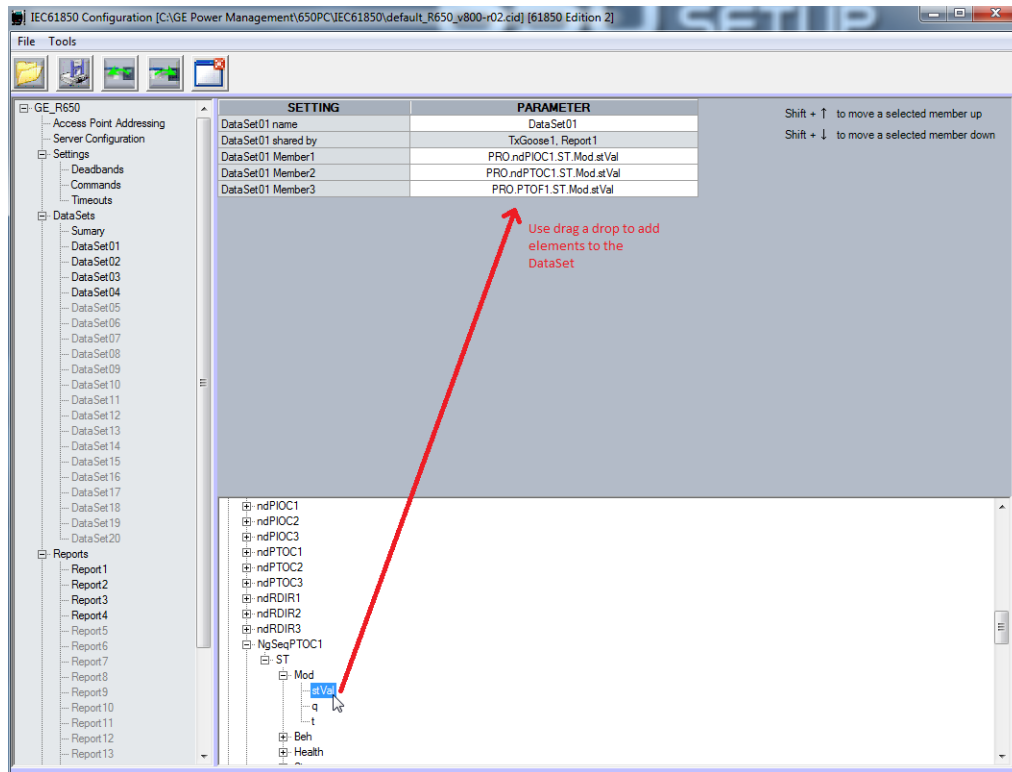 IEC61850 Configuration [C:\GE Power Management\650PC\IEC61850\default_R650_v800-r02.cid] [61850 Edition 2]
File Tools
GE_R650
Access Point Addressing
Server Configuration
Settings
Deadbands
Commands
Timeouts
DataSets
Sumary
DataSet01
DataSet02
DataSet03
DataSet04
DataSet05
DataSet06
DataSet07
DataSet08
DataSet09
DataSet10
DataSet11
DataSet12
DataSet13
DataSet14
DataSet15
DataSet16
DataSet17
DataSet18
DataSet19
DataSet20
Reports
Report1
Report2
Report3
Report4
Report5
Report6
Report7
Report8
Report9
Report10
Report11
Report12
Report13
SETTING PARAMETER
DataSet01 name DataSet01
DataSet01 shared by TxGoose1, Report1
DataSet01 Member1 PRO.ndPIOC1.ST.Mod.stVal
DataSet01 Member2 PRO.ndPTOC1.ST.Mod.stVal
DataSet01 Member3 PRO.PTOF1.ST.Mod.stVal
Shift + ↑ to move a selected member up
Shift + ↓ to move a selected member down
Use drag a drop to add
elements to the
DataSet
ndPIOC1
ndPIOC2
ndPIOC3
ndPTOC1
ndPTOC2
ndPTOC3
ndRDIR1
ndRDIR2
ndRDIR3
NgSeqPTOC1
ST
Mod
stVal
q
t
Beh
Health